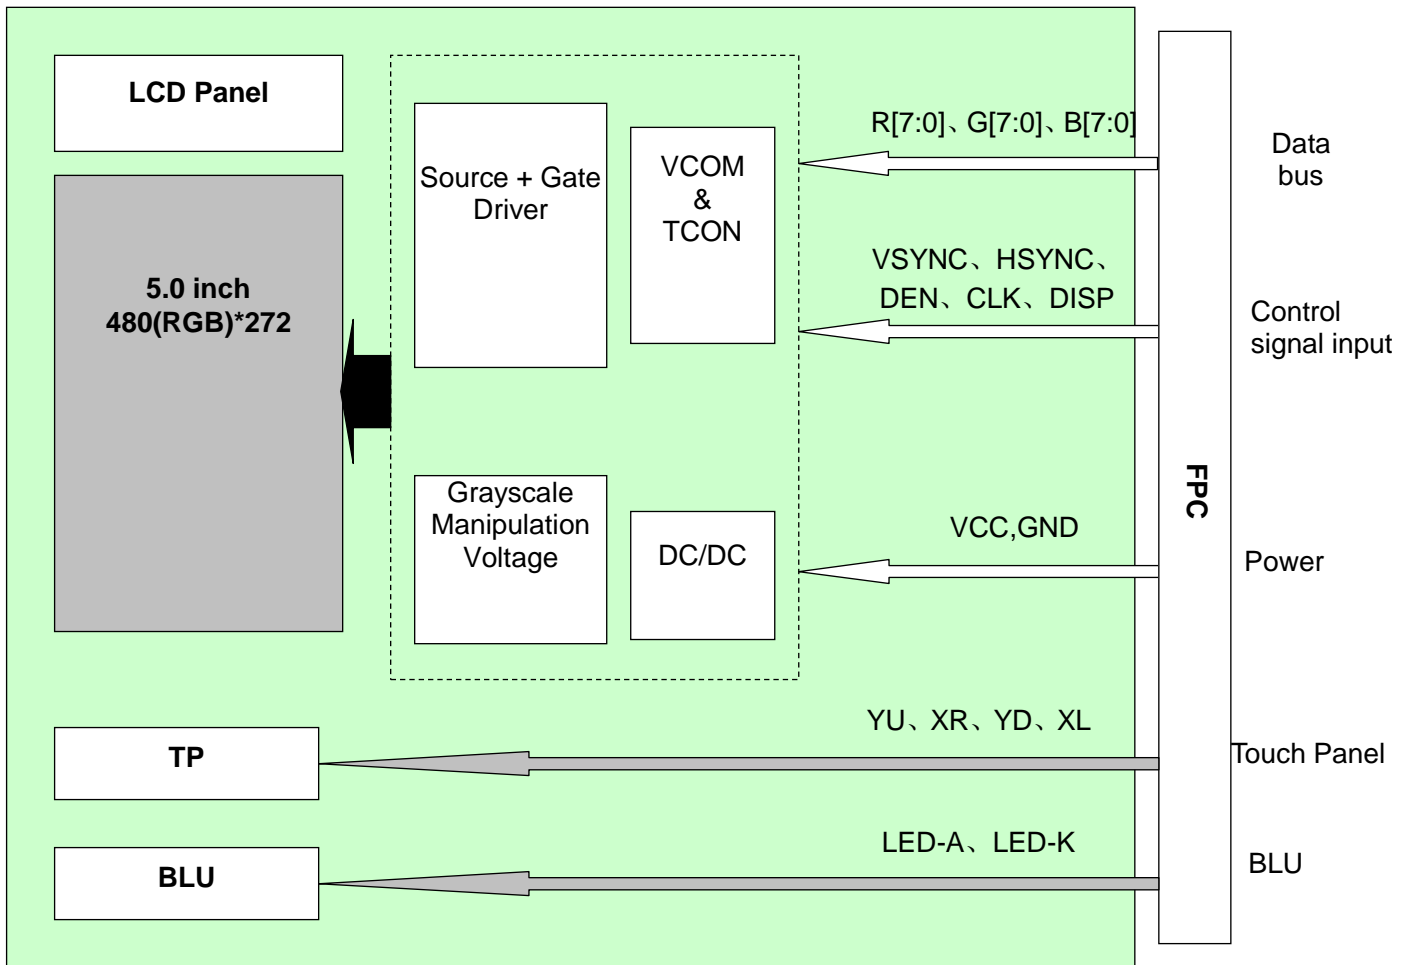 LCD Panel
5.0 inch
480(RGB)*272
Source + Gate
Driver
VCOM
&
TCON
Grayscale
Manipulation
Voltage
DC/DC
R[7:0]、G[7:0]、B[7:0]
Data
bus
VSYNC、HSYNC、
DEN、CLK、DISP
Control
signal input
FPC
VCC,GND
Power
TP
YU、XR、YD、XL
Touch Panel
BLU
LED-A、LED-K
BLU